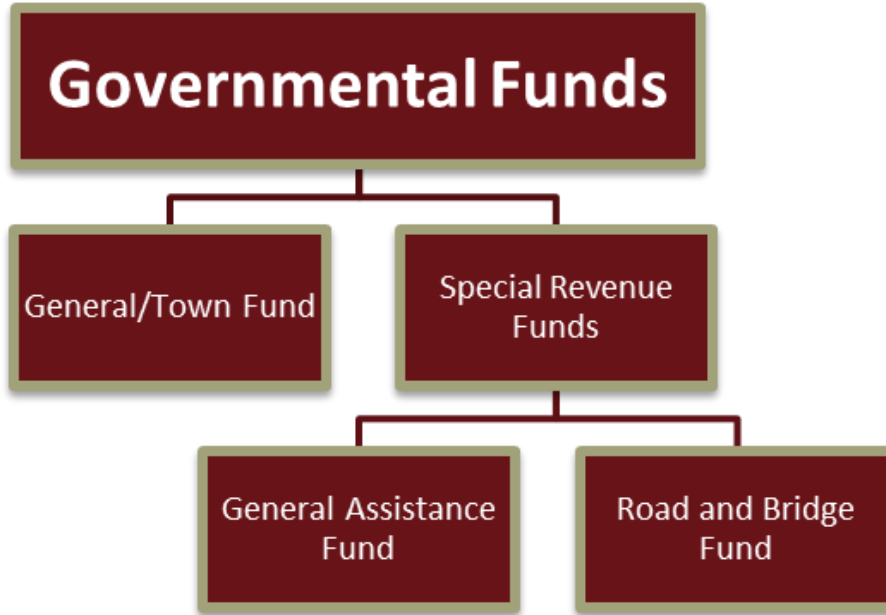 Governmental Funds
General/Town Fund
Special Revenue
Funds
General Assistance
Fund
Road and Bridge
Fund